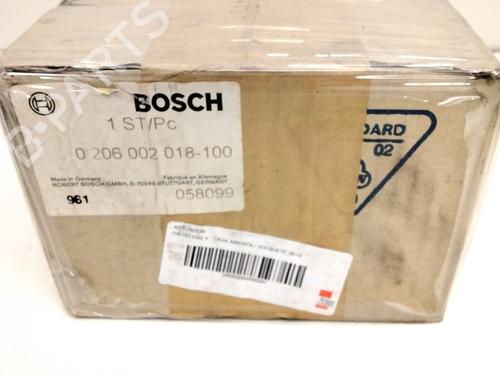 B-PARTS
BOSCH
1 ST/Pc
0 206 002 018-100
Made in Germany
Fabriqué en Allemagne
ROBERT BOSCH GMBH, D-70049 STUTTGART, GERMANY
961
058099
DARD
02